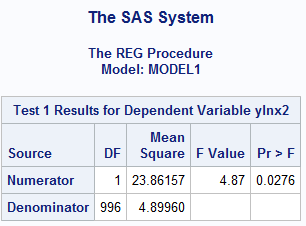 The SAS System
The REG Procedure
Model: MODEL1
Test 1 Results for Dependent Variable ylnx2
Source DF Mean Square F Value Pr > F
Numerator 1 23.86157 4.87 0.0276
Denominator 996 4.89960